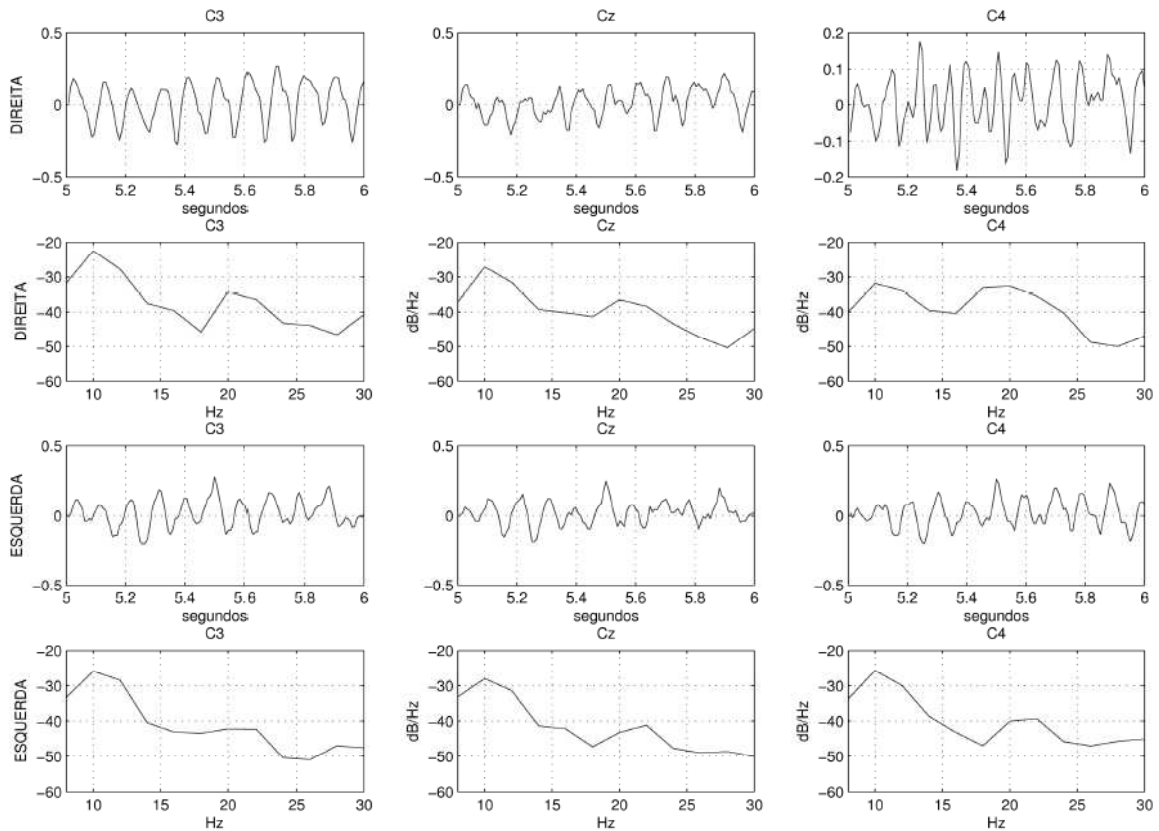 C3 Cz C4
0.5 0.5 0.2
0.1
DIREITA 0 0 0
−0.1
−0.5 −0.5 −0.2
5 5.2 5.4 5.6 5.8 6 5 5.2 5.4 5.6 5.8 6 5 5.2 5.4 5.6 5.8 6
segundos segundos segundos
C3 Cz C4
−20 −20 −20
−30 −30 −30
DIREITA −40 dB/Hz −40 dB/Hz −40
−50 −50 −50
−60 −60 −60
10 15 20 25 30 10 15 20 25 30 10 15 20 25 30
Hz Hz Hz
C3 Cz C4
0.5 0.5 0.5
ESQUERDA 0 0 0
−0.5 −0.5 −0.5
5 5.2 5.4 5.6 5.8 6 5 5.2 5.4 5.6 5.8 6 5 5.2 5.4 5.6 5.8 6
segundos segundos segundos
C3 Cz C4
−20 −20 −20
−30 −30 −30
ESQUERDA −40 dB/Hz −40 dB/Hz −40
−50 −50 −50
−60 −60 −60
10 15 20 25 30 10 15 20 25 30 10 15 20 25 30
Hz Hz Hz